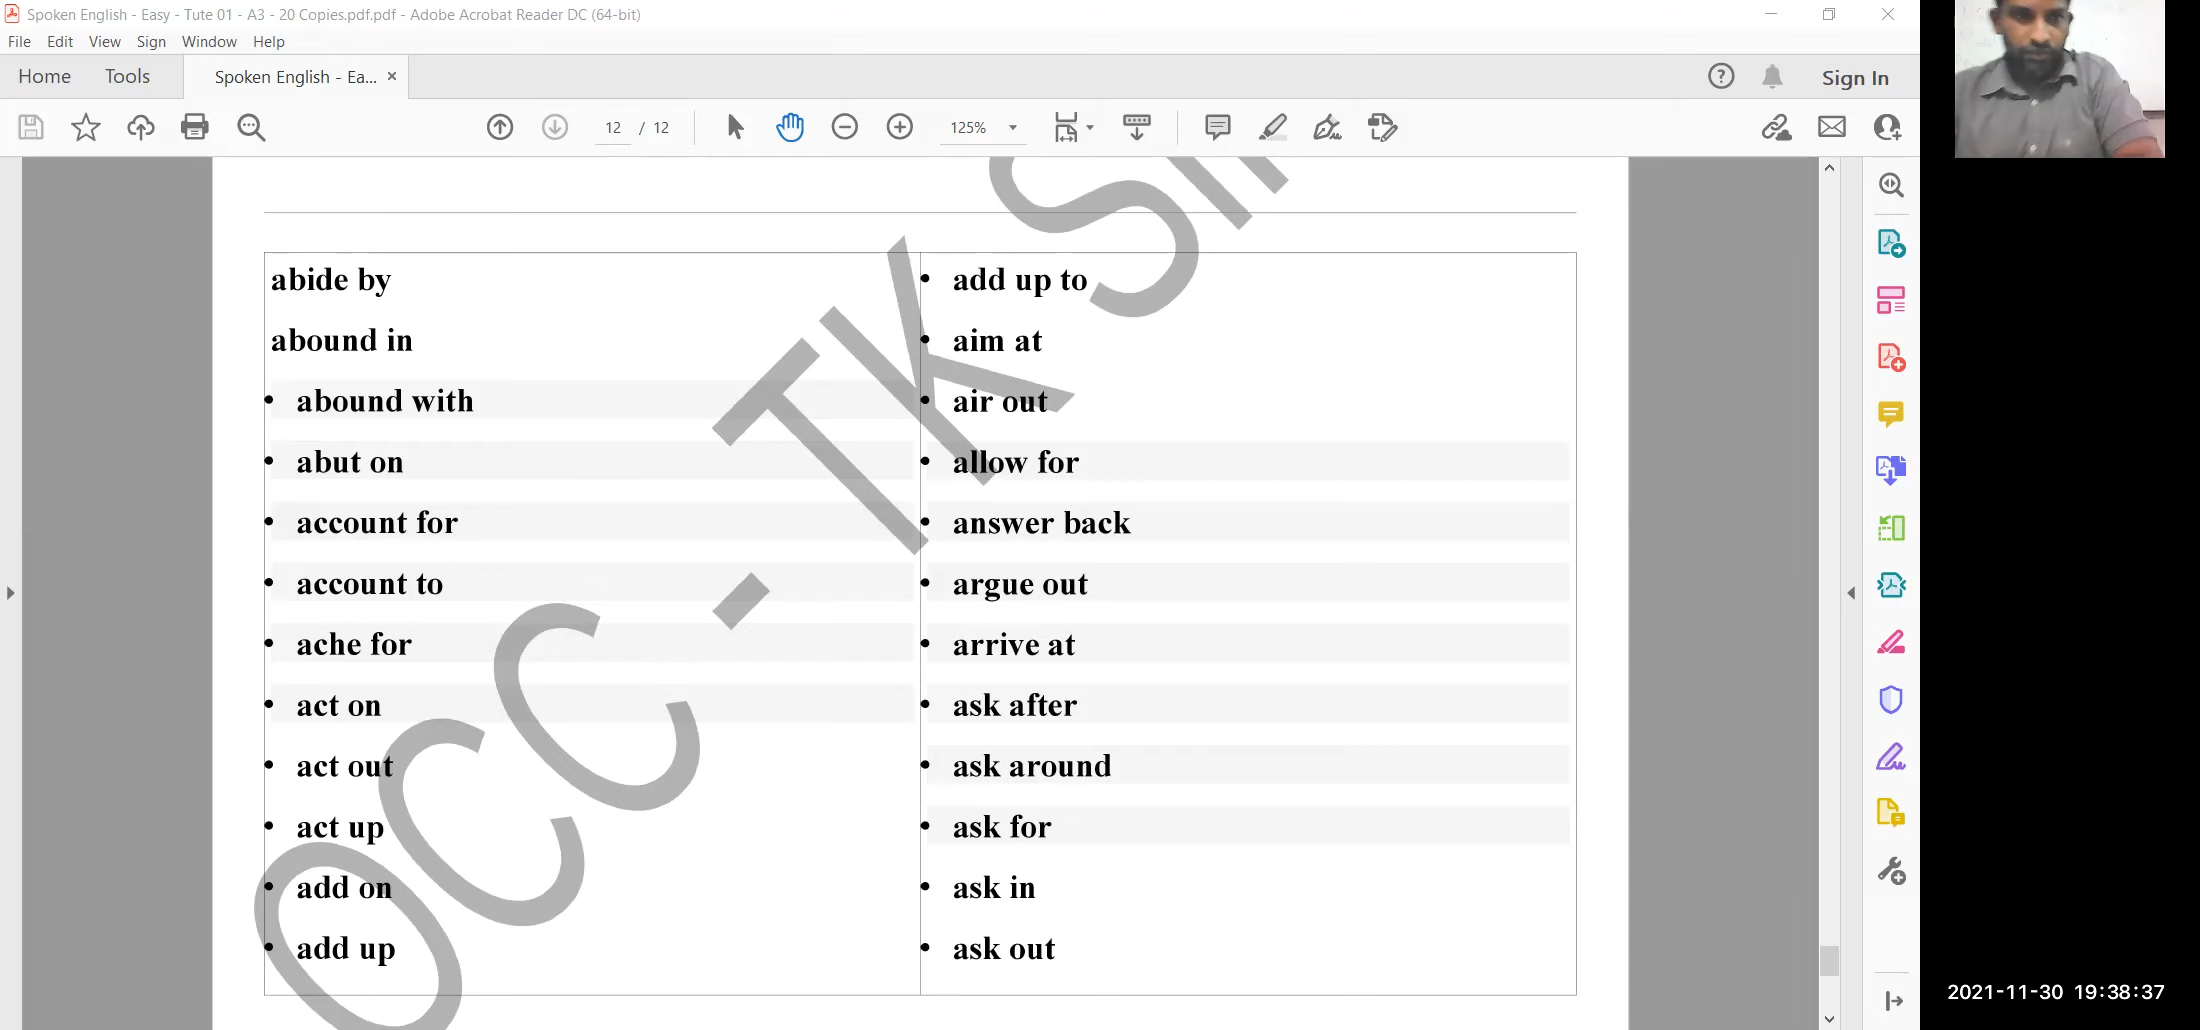 Spoken English - Easy - Tute 01 - A3 - 20 Copies.pdf.pdf - Adobe Acrobat Reader DC (64-bit)
File Edit View Sign Window Help
Home Tools Spoken English - Ea... × Sign In
12 / 12 125%
abide by
abound in
• abound with
• abut on
• account for
• account to
• ache for
• act on
• act out
• act up
• add on
• add up
• add up to
• aim at
• air out
• allow for
• answer back
• argue out
• arrive at
• ask after
• ask around
• ask for
• ask in
• ask out
OCC - TK
2021-11-30 19:38:37